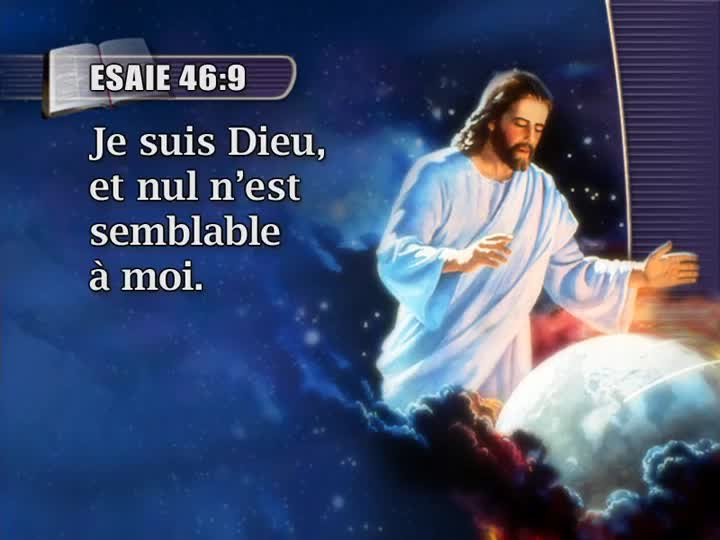 ESAIE 46:9
Je suis Dieu,
et nul n’est
semblable
à moi.